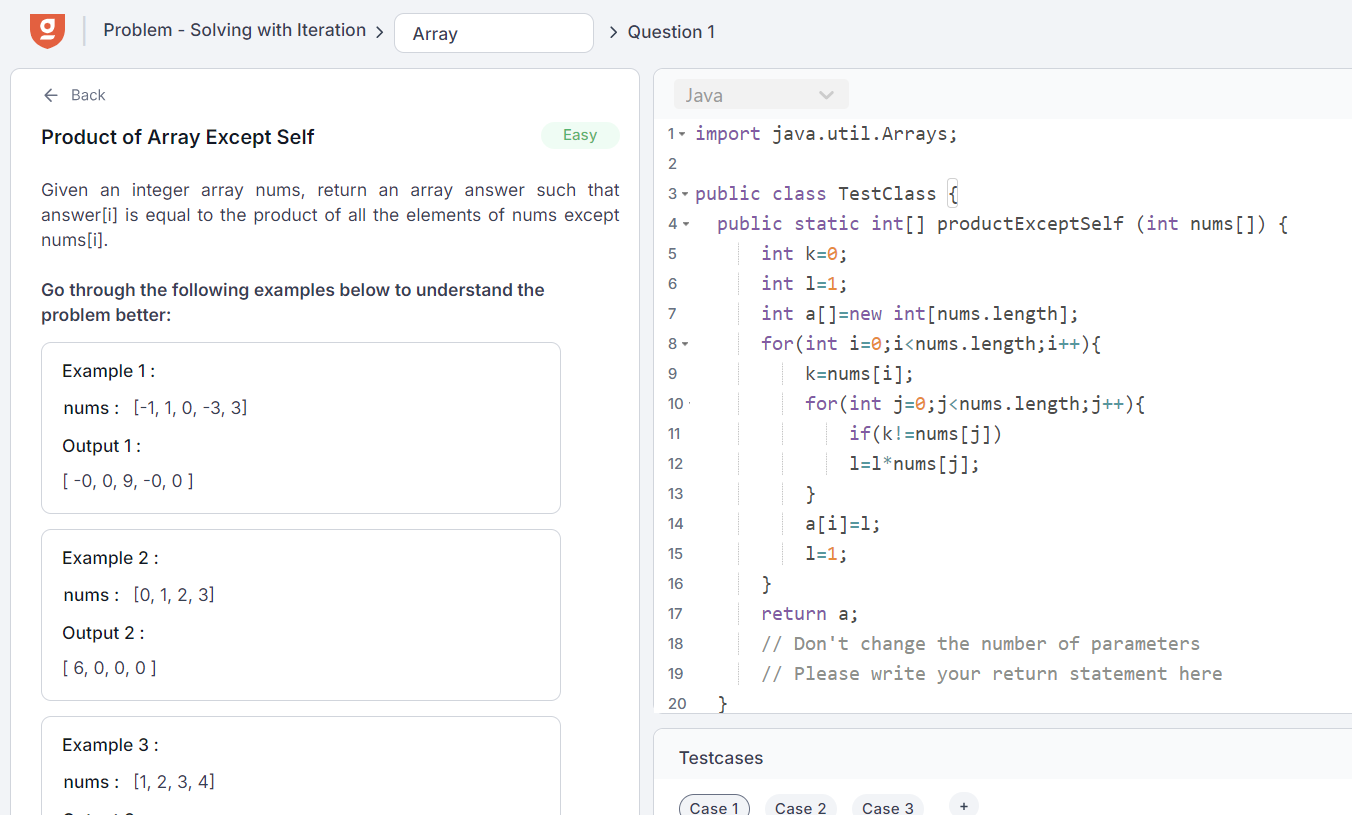 g
Problem - Solving with Iteration > Array > Question 1
← Back
Product of Array Except Self
Easy
Given an integer array nums, return an array answer such that
answer[i] is equal to the product of all the elements of nums except
nums[i].
Go through the following examples below to understand the
problem better:
Example 1 :
nums : [-1, 1, 0, -3, 3]
Output 1 :
[ -0, 0, 9, -0, 0 ]
Example 2 :
nums : [0, 1, 2, 3]
Output 2 :
[ 6, 0, 0, 0 ]
Example 3 :
nums : [1, 2, 3, 4]
Java
1 import java.util.Arrays;
2
3 public class TestClass {
4 public static int[] productExceptSelf (int nums[]) {
5 int k=0;
6 int l=1;
7 int a[]=new int[nums.length];
8 for(int i=0;i<nums.length;i++){
9 k=nums[i];
10 for(int j=0;j<nums.length;j++){
11 if(k!=nums[j])
12 l=l*nums[j];
13 }
14 a[i]=l;
15 l=1;
16 }
17 return a;
18 // Don't change the number of parameters
19 // Please write your return statement here
20 }
Testcases
Case 1 Case 2 Case 3 +